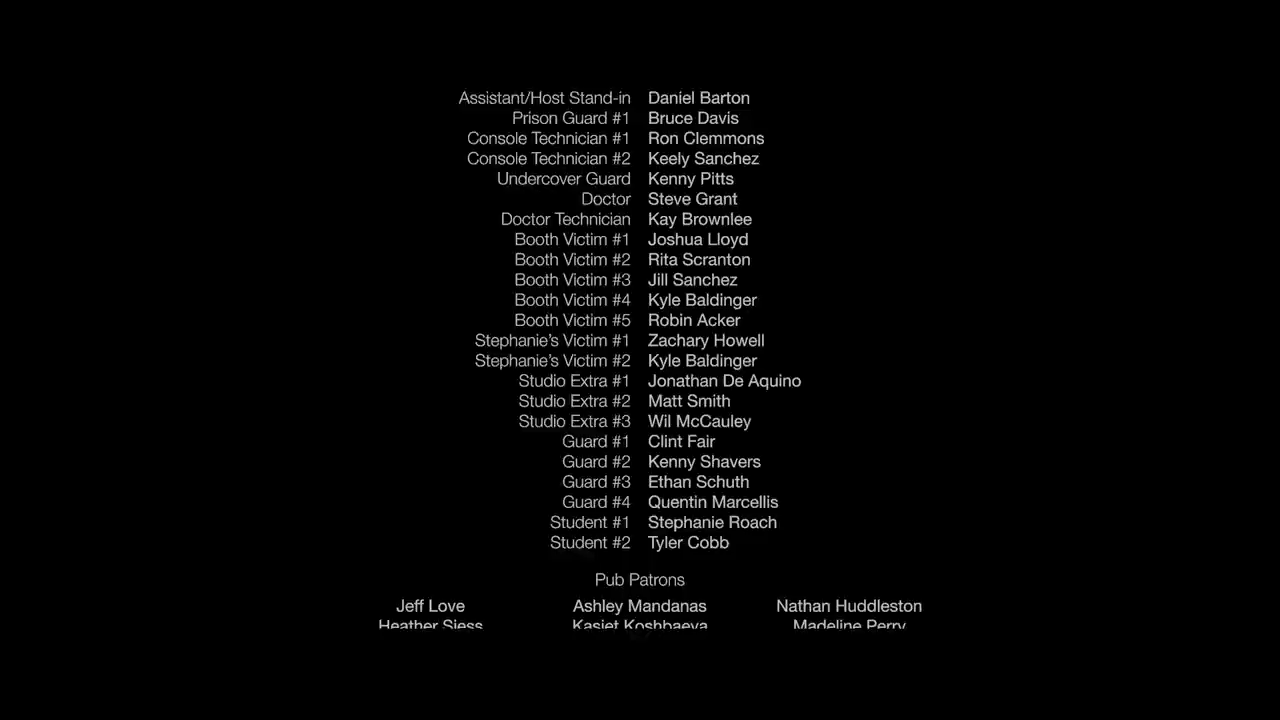 Assistant/Host Stand-in Daniel Barton
Prison Guard #1 Bruce Davis
Console Technician #1 Ron Clemmons
Console Technician #2 Keely Sanchez
Undercover Guard Kenny Pitts
Doctor Steve Grant
Doctor Technician Kay Brownlee
Booth Victim #1 Joshua Lloyd
Booth Victim #2 Rita Scranton
Booth Victim #3 Jill Sanchez
Booth Victim #4 Kyle Baldinger
Booth Victim #5 Robin Acker
Stephanie's Victim #1 Zachary Howell
Stephanie's Victim #2 Kyle Baldinger
Studio Extra #1 Jonathan De Aquino
Studio Extra #2 Matt Smith
Studio Extra #3 Wil McCauley
Guard #1 Clint Fair
Guard #2 Kenny Shavers
Guard #3 Ethan Schuth
Guard #4 Quentin Marcellis
Student #1 Stephanie Roach
Student #2 Tyler Cobb
Pub Patrons
Jeff Love Ashley Mandanas Nathan Huddleston
Heather Siess Kasiet Koshbaeva Madeline Perry